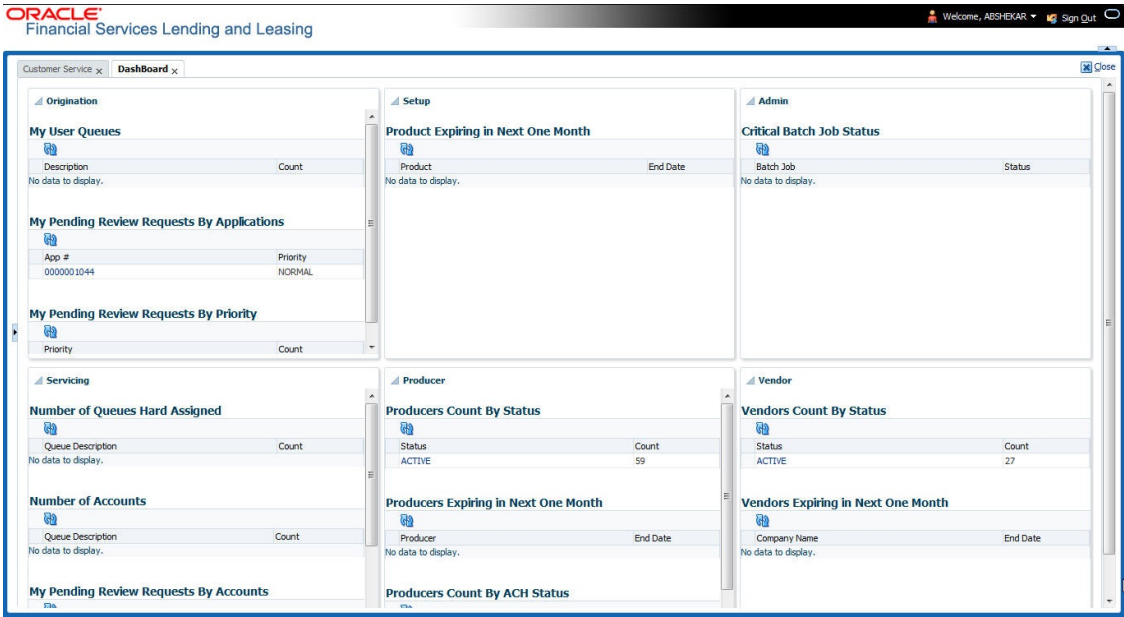 ORACLE
Financial Services Lending and Leasing
Welcome, ABSHEKAR
Sign Out
Customer Service x
DashBoard x
Close
Origination
My User Queues
Description Count
No data to display.
My Pending Review Requests By Applications
App # Priority
0000001044 NORMAL
My Pending Review Requests By Priority
Priority Count
Setup
Product Expiring in Next One Month
Product End Date
No data to display.
Admin
Critical Batch Job Status
Batch Job Status
No data to display.
Servicing
Number of Queues Hard Assigned
Queue Description Count
No data to display.
Number of Accounts
Queue Description Count
No data to display.
My Pending Review Requests By Accounts
Producer
Producers Count By Status
Status Count
ACTIVE 59
Producers Expiring in Next One Month
Producer End Date
No data to display.
Producers Count By ACH Status
Vendor
Vendors Count By Status
Status Count
ACTIVE 27
Vendors Expiring in Next One Month
Company Name End Date
No data to display.